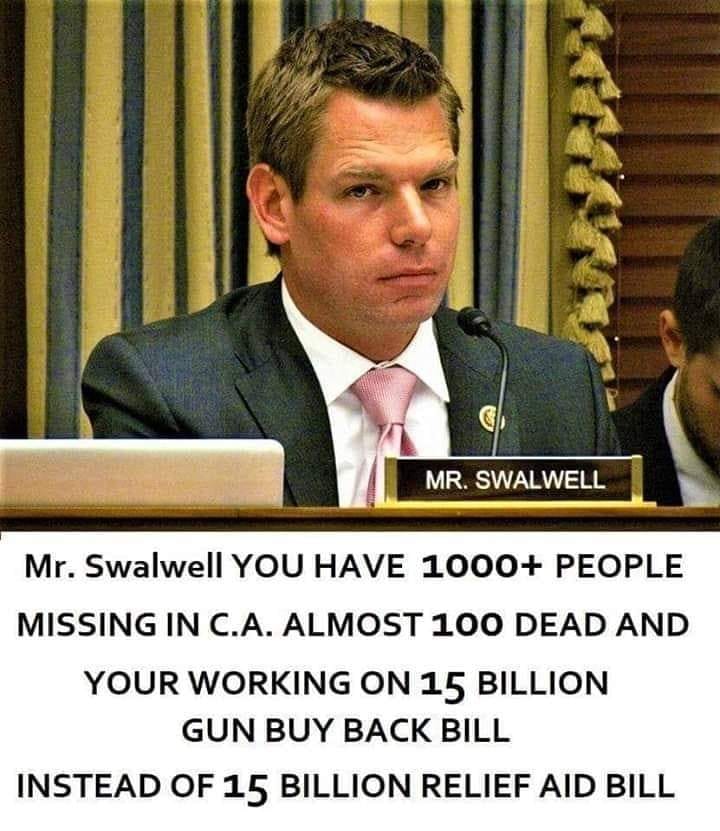 MR. SWALWELL
Mr. Swalwell YOU HAVE 1000+ PEOPLE
MISSING IN C.A. ALMOST 100 DEAD AND
YOUR WORKING ON 15 BILLION
GUN BUY BACK BILL
INSTEAD OF 15 BILLION RELIEF AID BILL